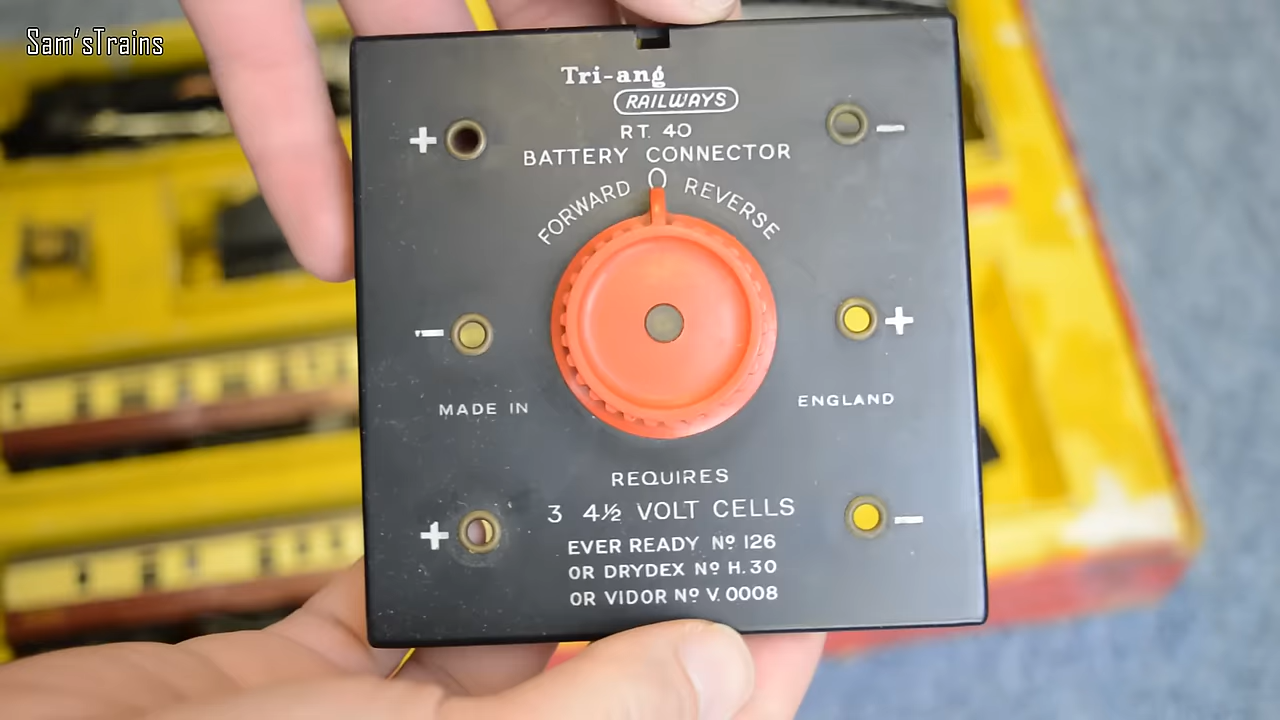 Sam'sTrains
Tri-ang
RAILWAYS
RT. 40
BATTERY CONNECTOR
FORWARD O REVERSE
+ −
− +
MADE IN ENGLAND
+ −
REQUIRES
3 4½ VOLT CELLS
EVER READY Nº 126
OR DRYDEX Nº H.30
OR VIDOR Nº V.0008